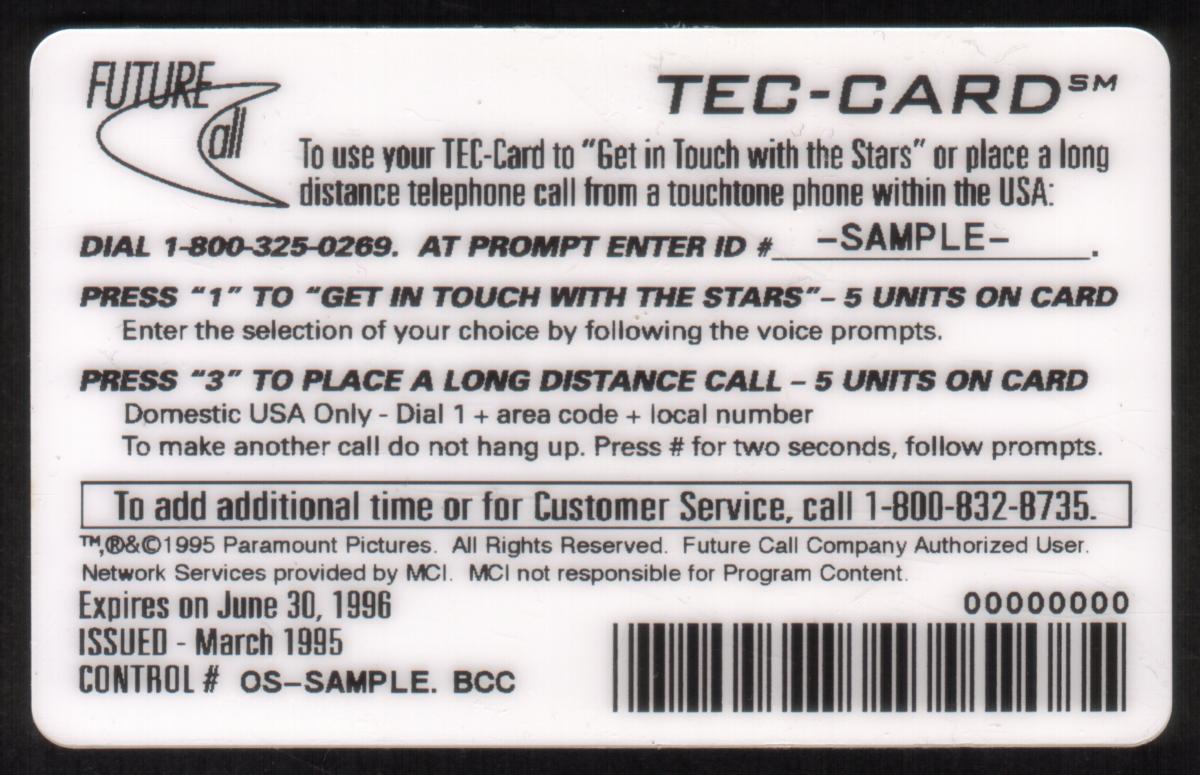 FUTURE
Call
TEC-CARD℠
To use your TEC-Card to "Get in Touch with the Stars" or place a long
distance telephone call from a touchtone phone within the USA:
DIAL 1-800-325-0269. AT PROMPT ENTER ID # -SAMPLE- .
PRESS "1" TO "GET IN TOUCH WITH THE STARS"- 5 UNITS ON CARD
Enter the selection of your choice by following the voice prompts.
PRESS "3" TO PLACE A LONG DISTANCE CALL - 5 UNITS ON CARD
Domestic USA Only - Dial 1 + area code + local number
To make another call do not hang up. Press # for two seconds, follow prompts.
To add additional time or for Customer Service, call 1-800-832-8735.
™,®&©1995 Paramount Pictures. All Rights Reserved. Future Call Company Authorized User.
Network Services provided by MCI. MCI not responsible for Program Content.
Expires on June 30, 1996
00000000
ISSUED - March 1995
CONTROL # OS-SAMPLE. BCC